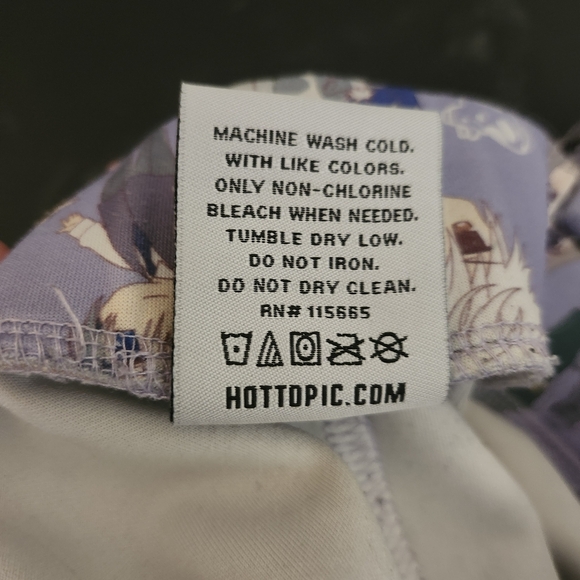 MACHINE WASH COLD.
WITH LIKE COLORS.
ONLY NON-CHLORINE
BLEACH WHEN NEEDED.
TUMBLE DRY LOW.
DO NOT IRON.
DO NOT DRY CLEAN.
RN# 115665
HOTTOPIC.COM